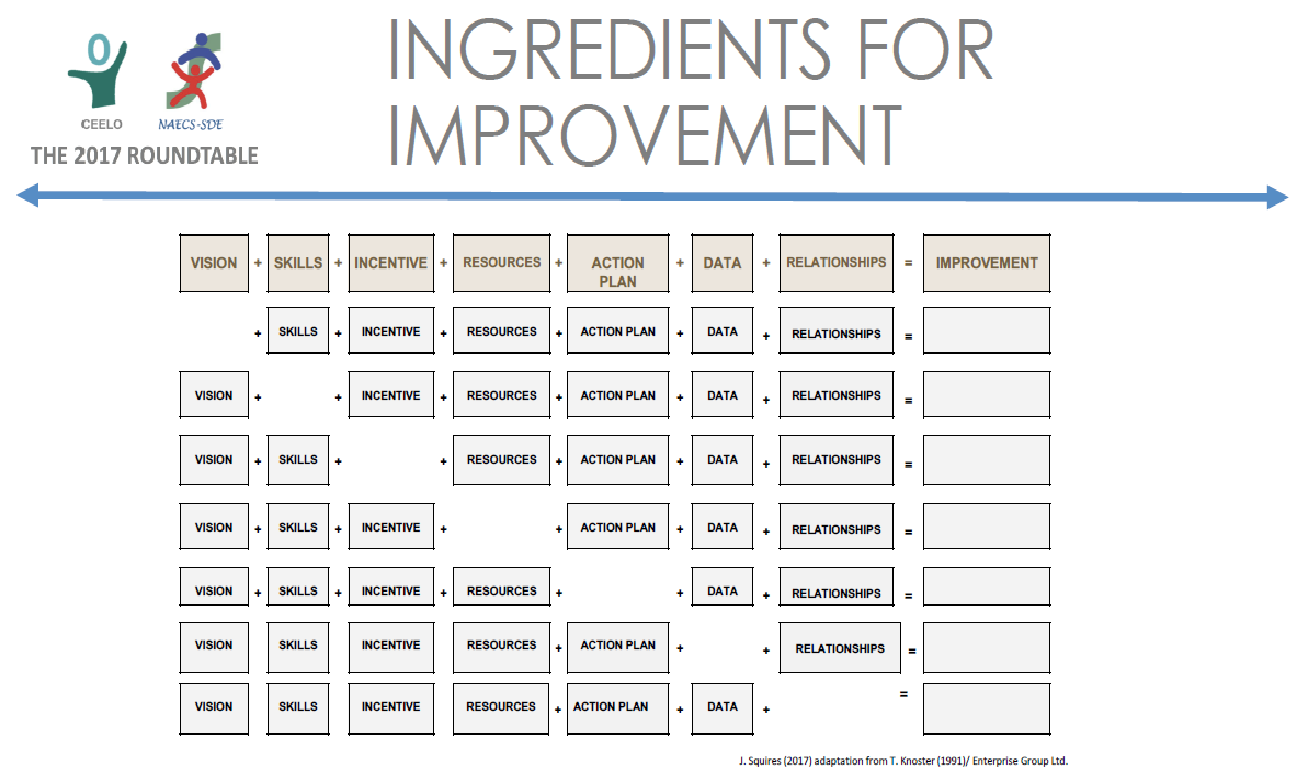 INGREDIENTS FOR
IMPROVEMENT
CEELO NAECS-SDE
THE 2017 ROUNDTABLE
VISION + SKILLS + INCENTIVE + RESOURCES + ACTION PLAN + DATA + RELATIONSHIPS = IMPROVEMENT
+ SKILLS + INCENTIVE + RESOURCES + ACTION PLAN + DATA + RELATIONSHIPS =
VISION + + INCENTIVE + RESOURCES + ACTION PLAN + DATA + RELATIONSHIPS =
VISION + SKILLS + + RESOURCES + ACTION PLAN + DATA + RELATIONSHIPS =
VISION + SKILLS + INCENTIVE + + ACTION PLAN + DATA + RELATIONSHIPS =
VISION + SKILLS + INCENTIVE + RESOURCES + + DATA + RELATIONSHIPS =
VISION SKILLS INCENTIVE RESOURCES + ACTION PLAN + + RELATIONSHIPS =
VISION SKILLS INCENTIVE RESOURCES + ACTION PLAN + DATA + =
J. Squires (2017) adaptation from T. Knoster (1991)/ Enterprise Group Ltd.